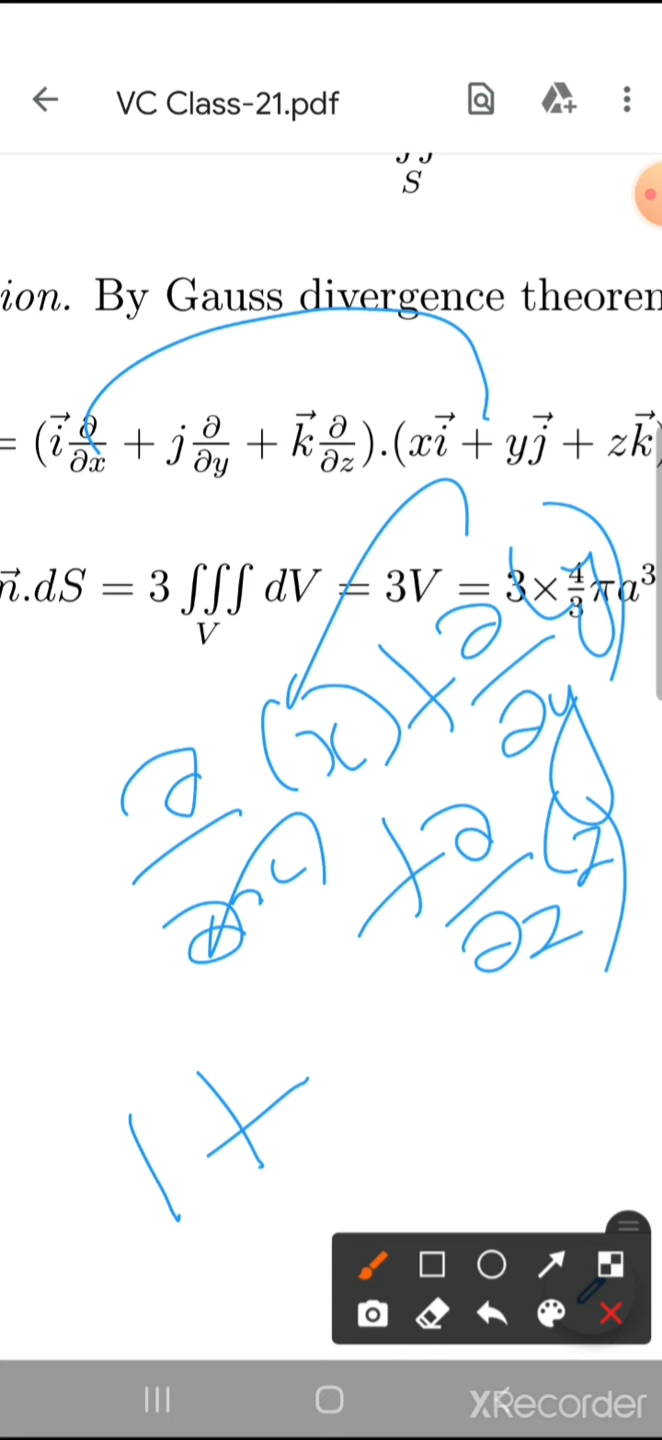 VC Class-21.pdf
∬
S
ion. By Gauss divergence theorem
= (i⃗ ∂/∂x + j ∂/∂y + k⃗ ∂/∂z).(xi⃗ + yj⃗ + zk⃗)
n⃗.dS = 3 ∭ dV = 3V = 3 × 4/3 πa³
V
∂/∂x (x) + ∂/∂y (y)
+ ∂/∂z (z)
1 +
XRecorder